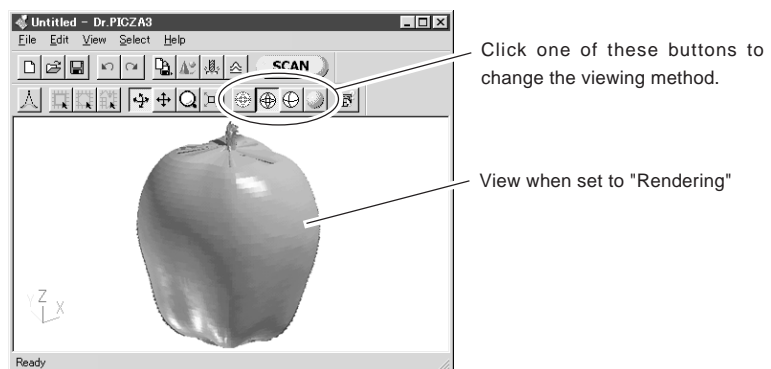 Untitled - Dr.PICZA3
File Edit View Select Help
SCAN
Click one of these buttons to
change the viewing method.
View when set to "Rendering"
Z
Y X
Ready